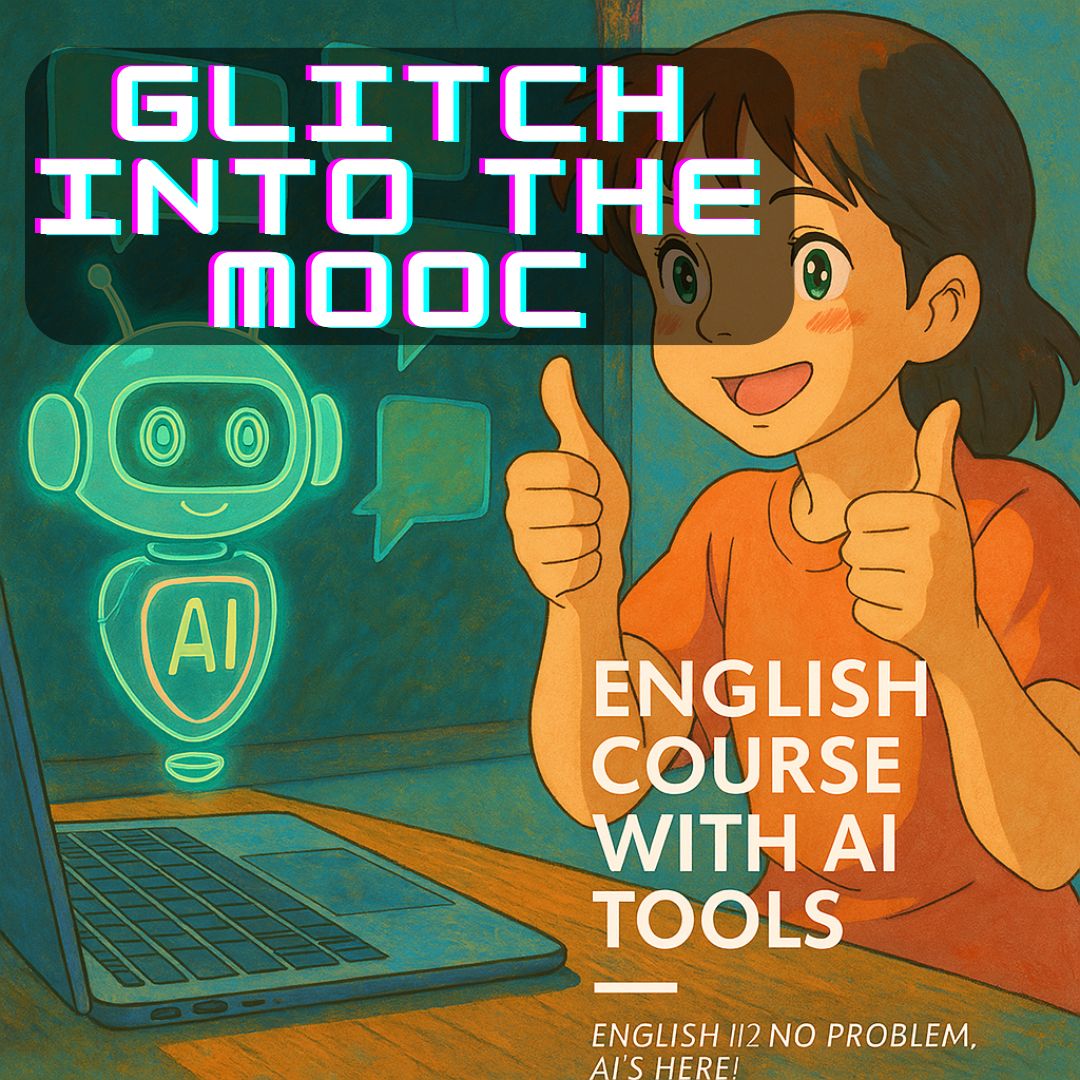 GLITCH
INTO THE
MOOC
AI
ENGLISH
COURSE
WITH AI
TOOLS
ENGLISH II2 NO PROBLEM,
AI'S HERE!